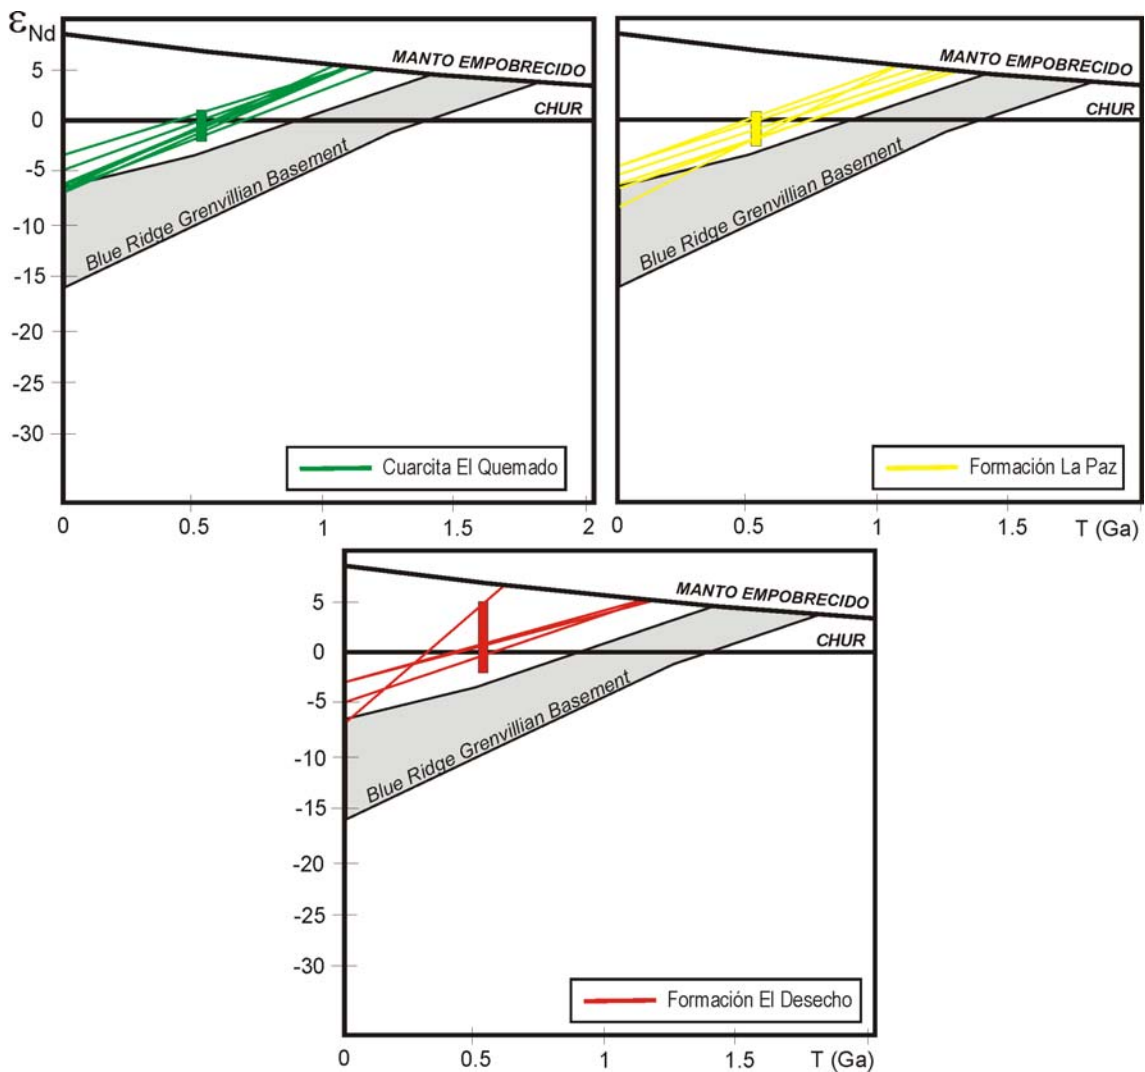 εNd
5
0
-5
-10
-15
-20
-25
-30
MANTO EMPOBRECIDO
CHUR
Blue Ridge Grenvillian Basement
Cuarcita El Quemado
0
0.5
1
1.5
2
MANTO EMPOBRECIDO
CHUR
Blue Ridge Grenvillian Basement
Formación La Paz
0
0.5
1
1.5
T (Ga)
5
0
-5
-10
-15
-20
-25
-30
MANTO EMPOBRECIDO
CHUR
Blue Ridge Grenvillian Basement
Formación El Desecho
0
0.5
1
1.5
T (Ga)